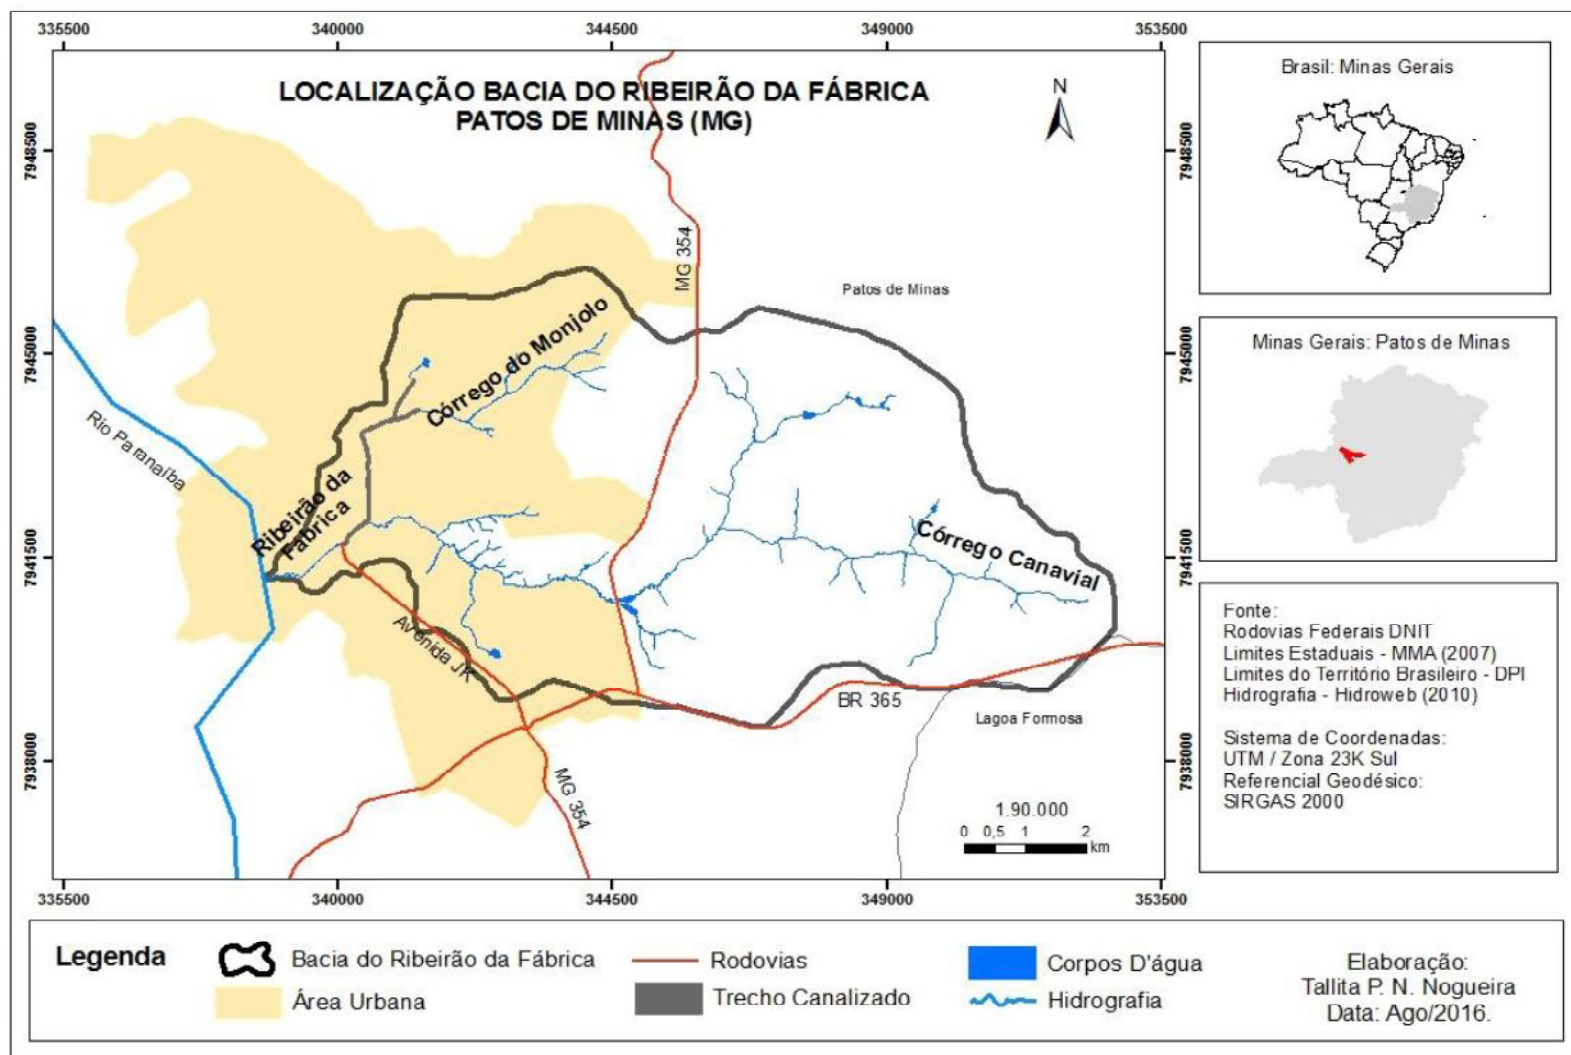 335500 340000 344500 349000 353500
LOCALIZAÇÃO BACIA DO RIBEIRÃO DA FÁBRICA
PATOS DE MINAS (MG)
N
7948500
7948500
MG 354
Patos de Minas
Córrego do Monjolo
7945000
7945000
Rio Paranaíba
Ribeirão da
Fabrica
Córrego Canavial
7941500
7941500
Avenida JK
BR 365
Lagoa Formosa
7938000
7938000
MG 354
1.90.000
0 0,5 1 2
km
335500 340000 344500 349000 353500
Brasil: Minas Gerais
Minas Gerais: Patos de Minas
Fonte:
Rodovias Federais DNIT
Limites Estaduais - MMA (2007)
Limites do Território Brasileiro - DPI
Hidrografia - Hidroweb (2010)
Sistema de Coordenadas:
UTM / Zona 23K Sul
Referencial Geodésico:
SIRGAS 2000
Legenda
Bacia do Ribeirão da Fábrica
Área Urbana
Rodovias
Trecho Canalizado
Corpos D'água
Hidrografia
Elaboração:
Tallita P. N. Nogueira
Data: Ago/2016.